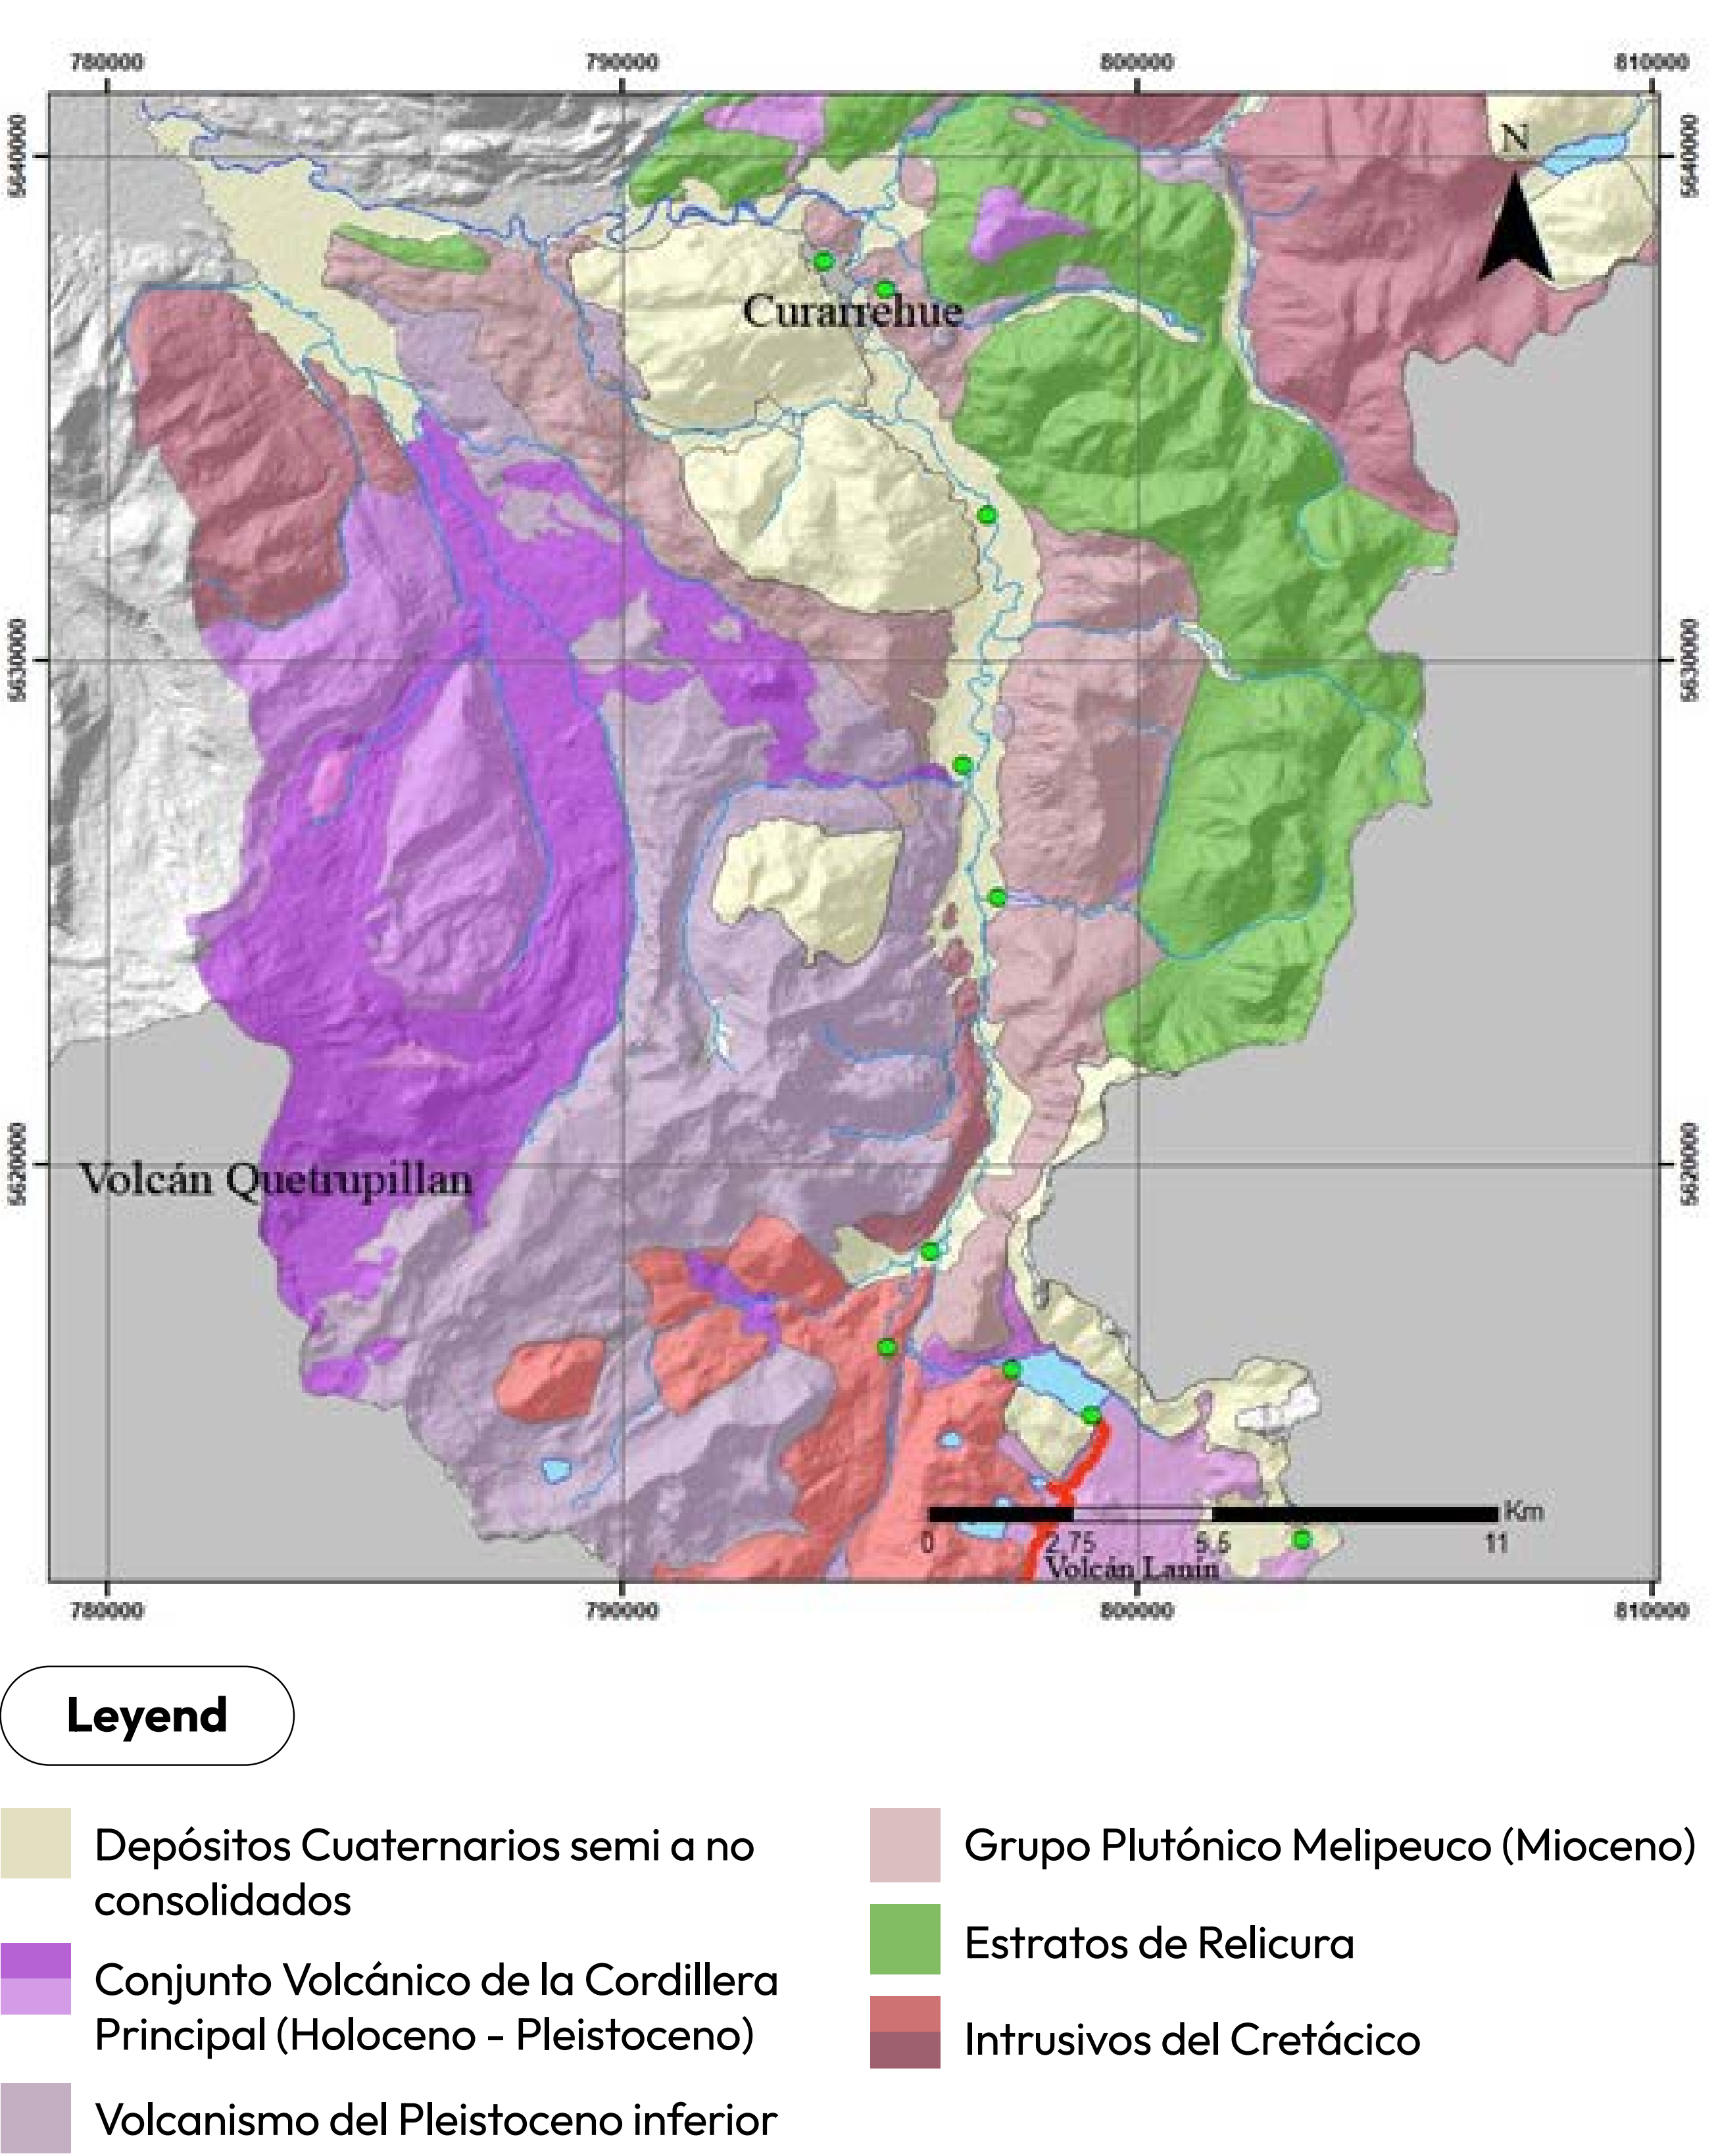 780000 790000 800000 810000
5640000 5640000
N
Curarrehue
5630000 5630000
5620000 5620000
Volcán Quetrupillan
Km
0 2,75 5,5 11
Volcán Lanín
780000 790000 800000 810000
Leyend
Depósitos Cuaternarios semi a no
consolidados
Conjunto Volcánico de la Cordillera
Principal (Holoceno - Pleistoceno)
Volcanismo del Pleistoceno inferior
Grupo Plutónico Melipeuco (Mioceno)
Estratos de Relicura
Intrusivos del Cretácico